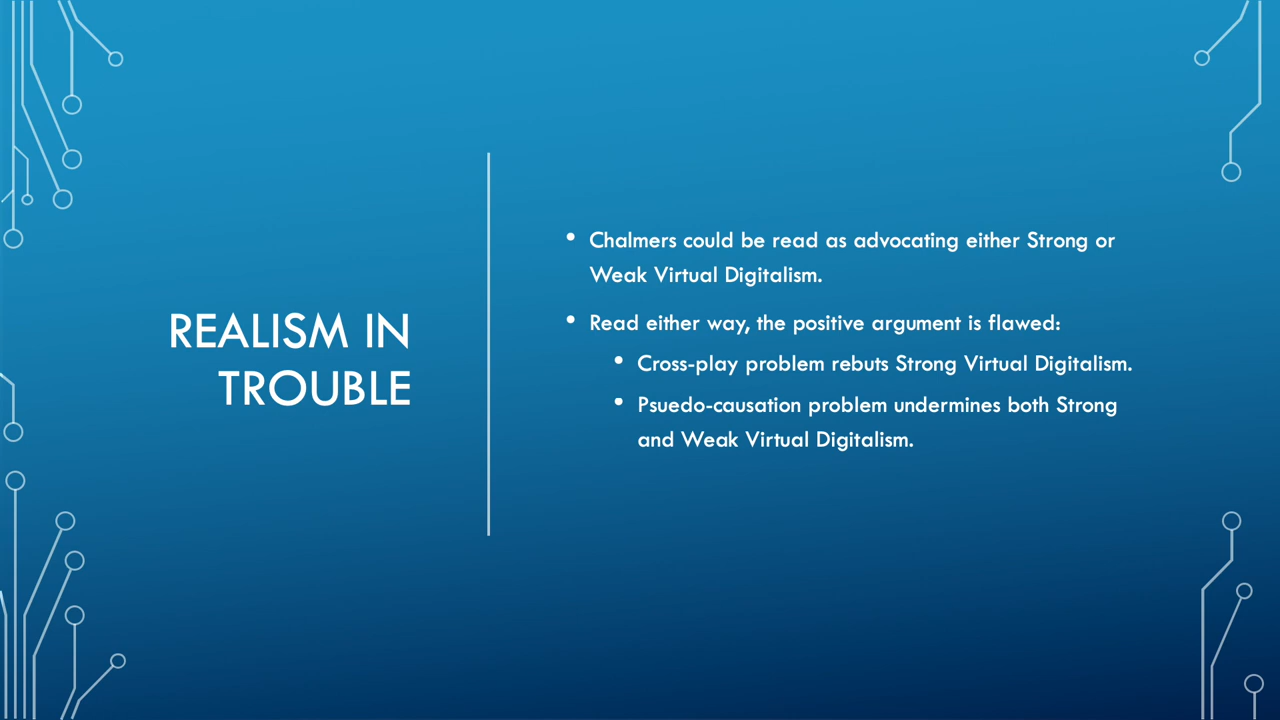 REALISM IN
TROUBLE
• Chalmers could be read as advocating either Strong or
Weak Virtual Digitalism.
• Read either way, the positive argument is flawed:
• Cross-play problem rebuts Strong Virtual Digitalism.
• Psuedo-causation problem undermines both Strong
and Weak Virtual Digitalism.